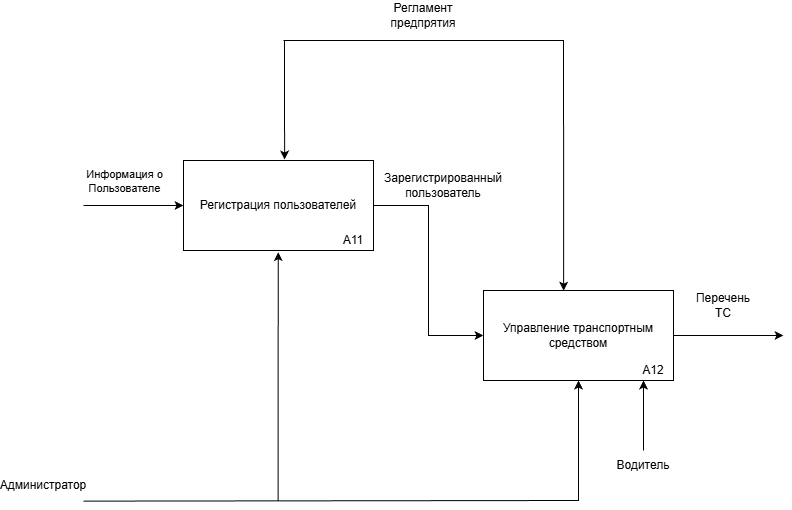 Регламент
предпрятия
Информация о
Пользователе
Регистрация пользователей
A11
Зарегистрированный
пользователь
Управление транспортным
средством
A12
Перечень
ТС
Водитель
Администратор